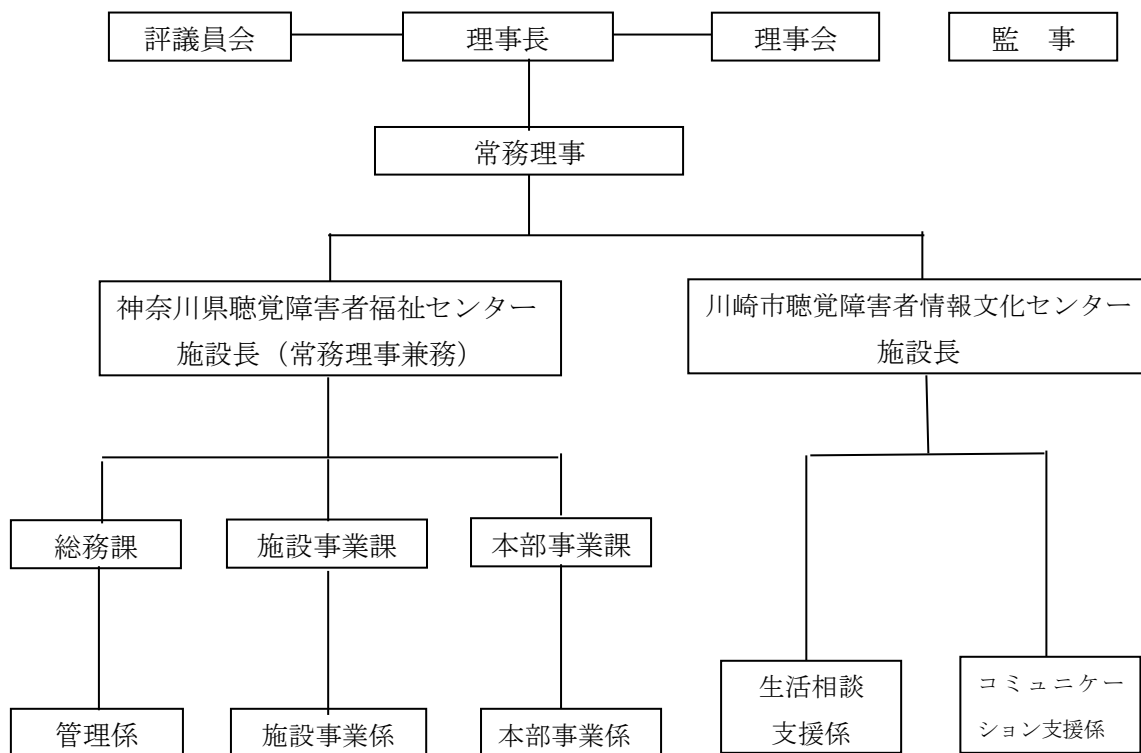 評議員会
理事長
理事会
監　事
常務理事
神奈川県聴覚障害者福祉センター
施設長（常務理事兼務）
川崎市聴覚障害者情報文化センター
施設長
総務課
施設事業課
本部事業課
管理係
施設事業係
本部事業係
生活相談
支援係
コミュニケー
ション支援係